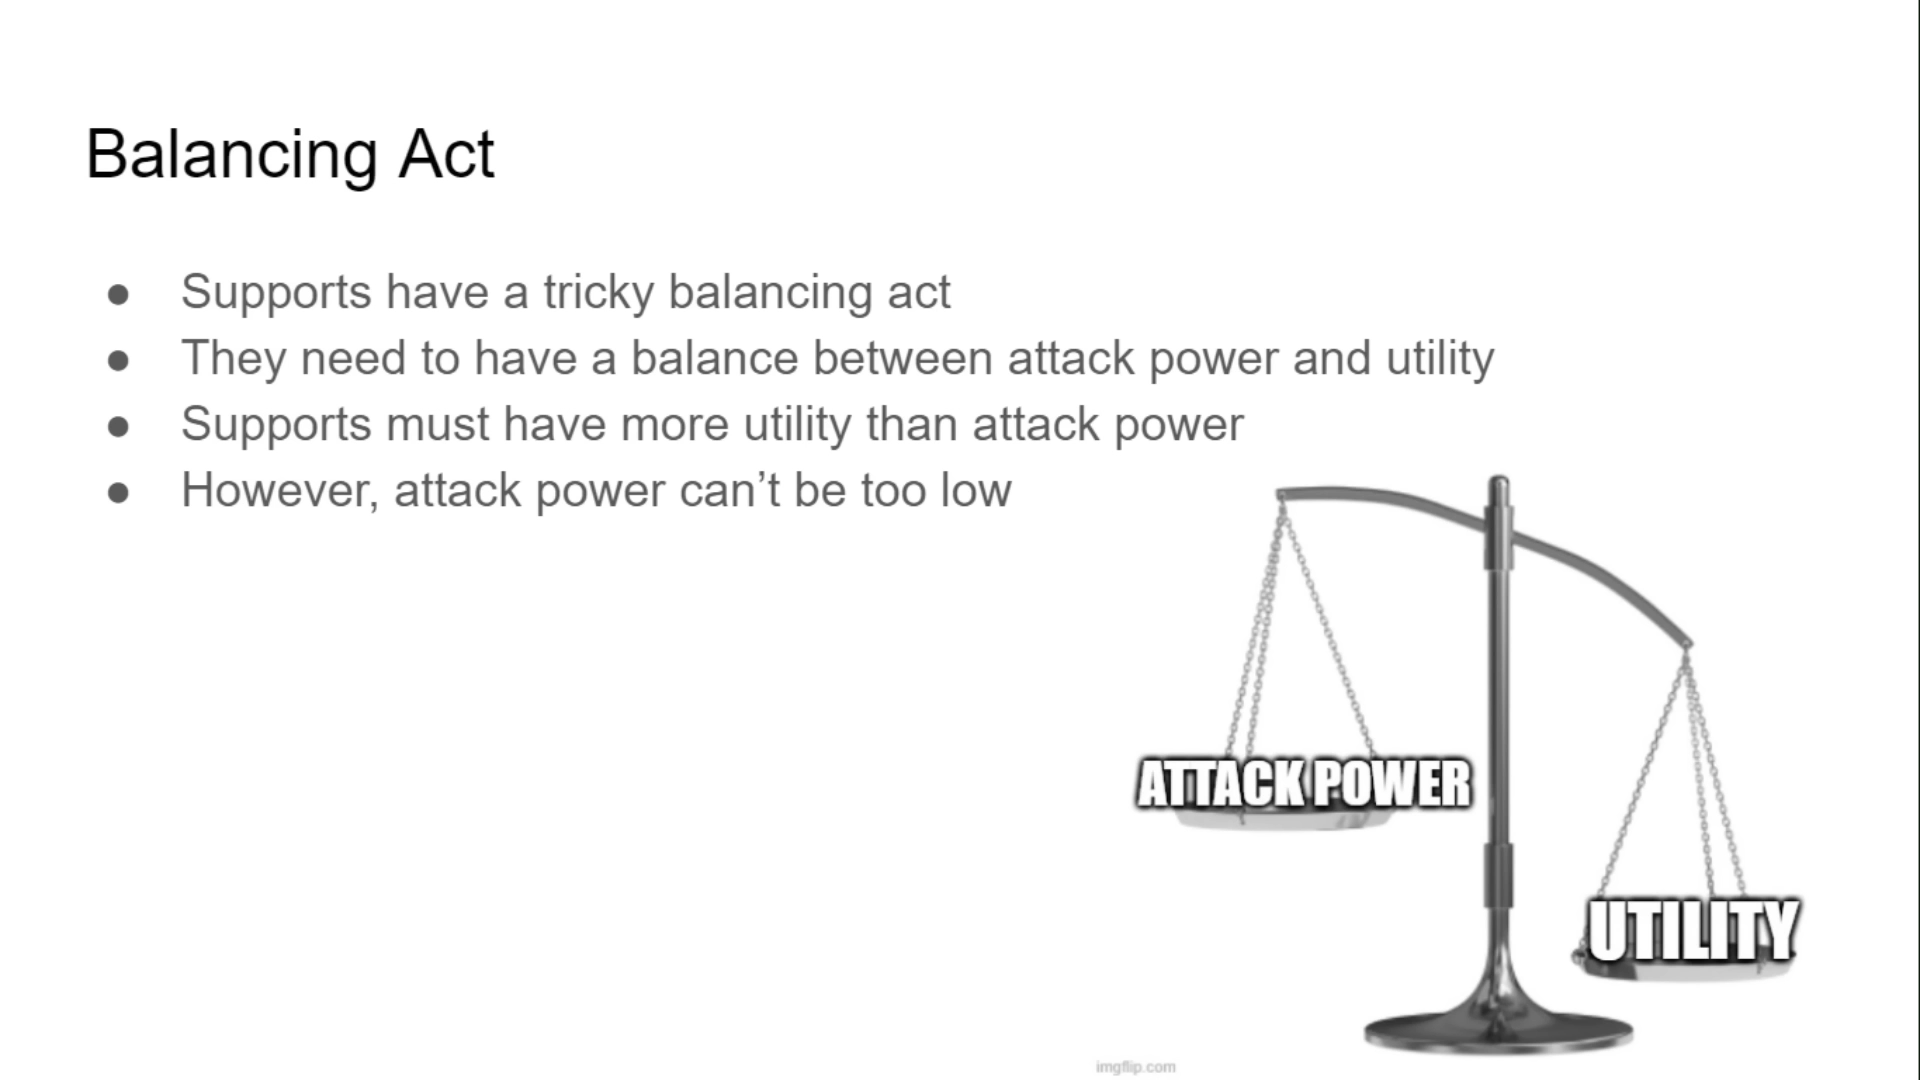 Balancing Act
● Supports have a tricky balancing act
● They need to have a balance between attack power and utility
● Supports must have more utility than attack power
● However, attack power can’t be too low
ATTACK POWER
UTILITY
imgflip.com